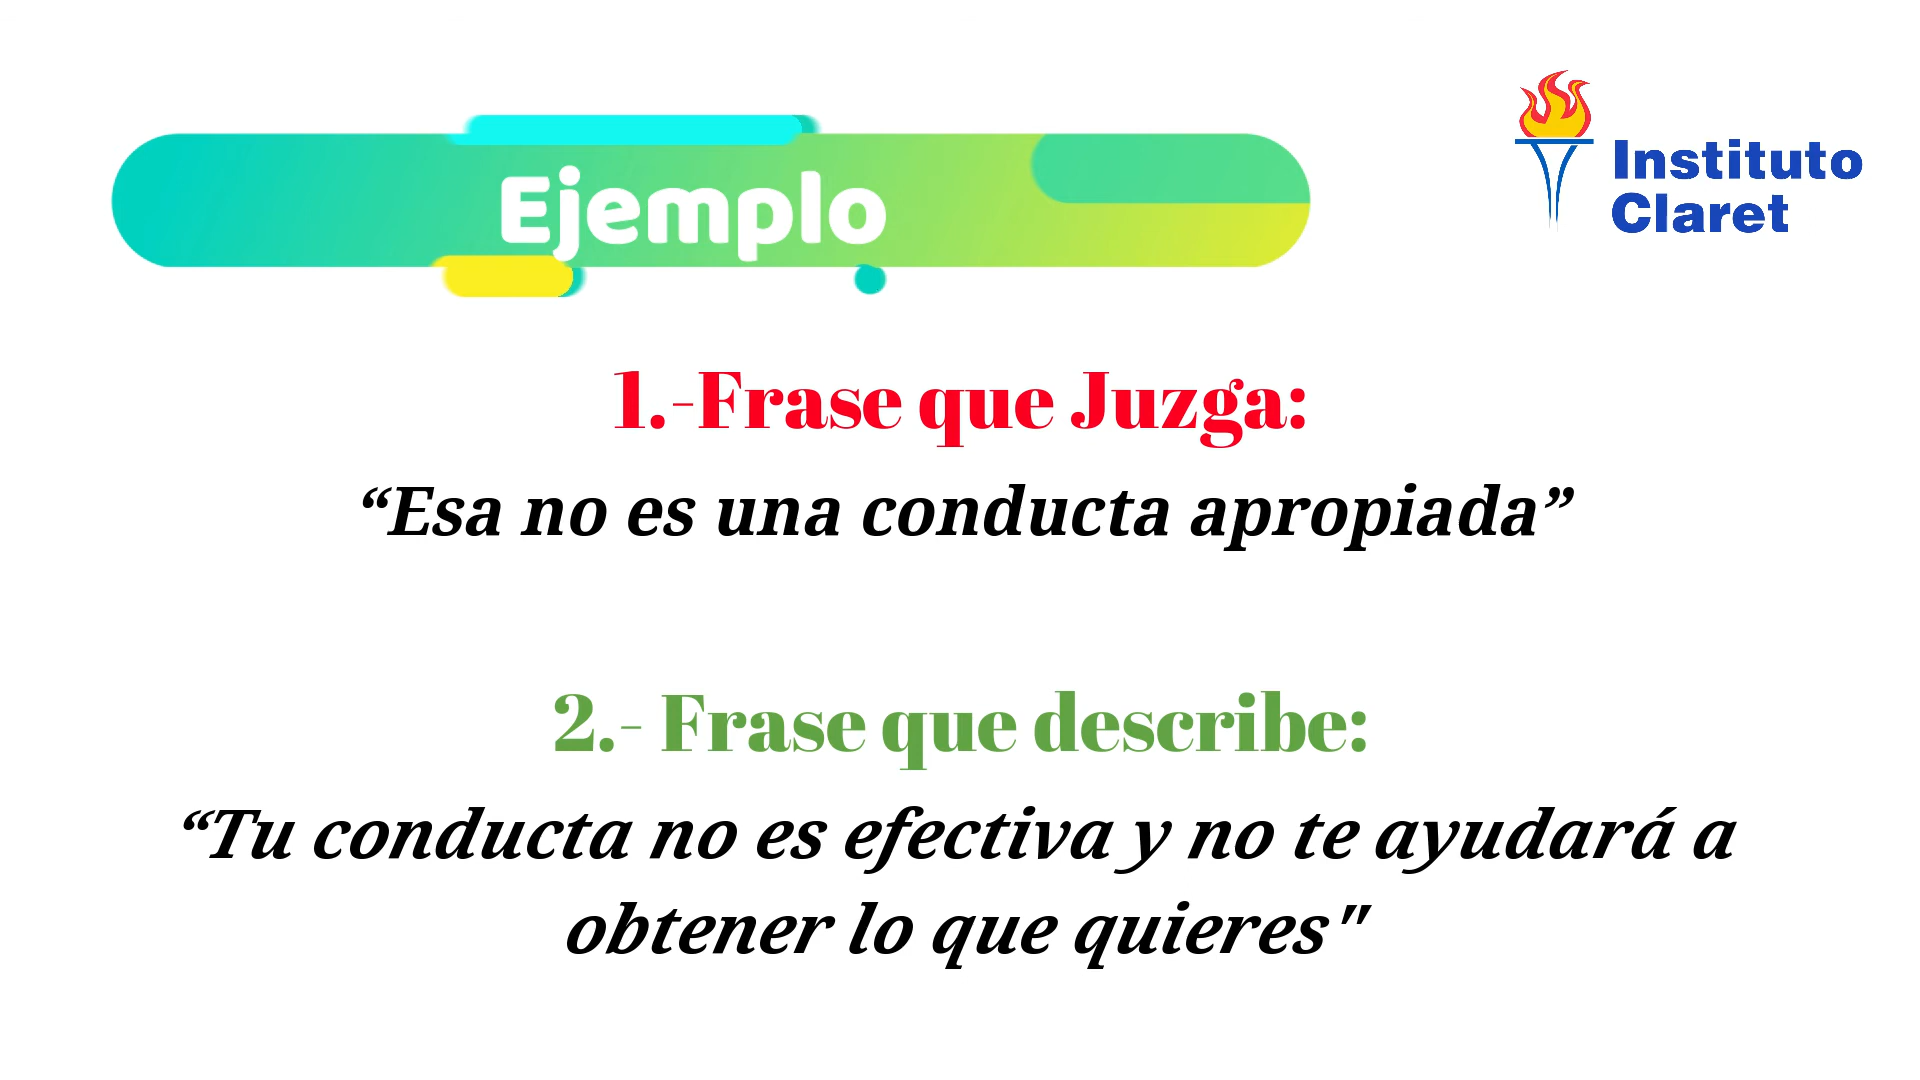 Ejemplo
Instituto
Claret
1.-Frase que Juzga:
“Esa no es una conducta apropiada”
2.- Frase que describe:
“Tu conducta no es efectiva y no te ayudará a
obtener lo que quieres"